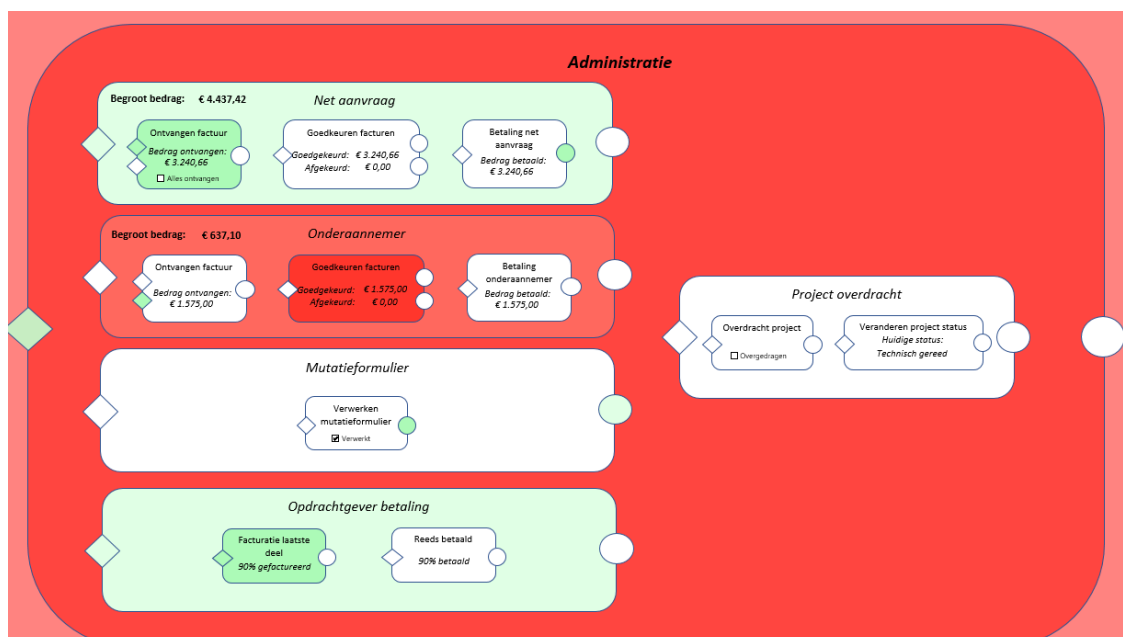 Administratie
Begroot bedrag: € 4.437,42
Net aanvraag
Ontvangen factuur
Bedrag ontvangen:
€ 3.240,66
Alles ontvangen
Goedkeuren facturen
Goedgekeurd: € 3.240,66
Afgekeurd: € 0,00
Betaling net
aanvraag
Bedrag betaald:
€ 3.240,66
Begroot bedrag: € 637,10
Onderaannemer
Ontvangen factuur
Bedrag ontvangen:
€ 1.575,00
Goedkeuren facturen
Goedgekeurd: € 1.575,00
Afgekeurd: € 0,00
Betaling
onderaannemer
Bedrag betaald:
€ 1.575,00
Mutatieformulier
Verwerken
mutatieformulier
Verwerkt
Opdrachtgever betaling
Facturatie laatste
deel
90% gefactureerd
Reeds betaald
90% betaald
Project overdracht
Overdracht project
Overgedragen
Veranderen project status
Huidige status:
Technisch gereed